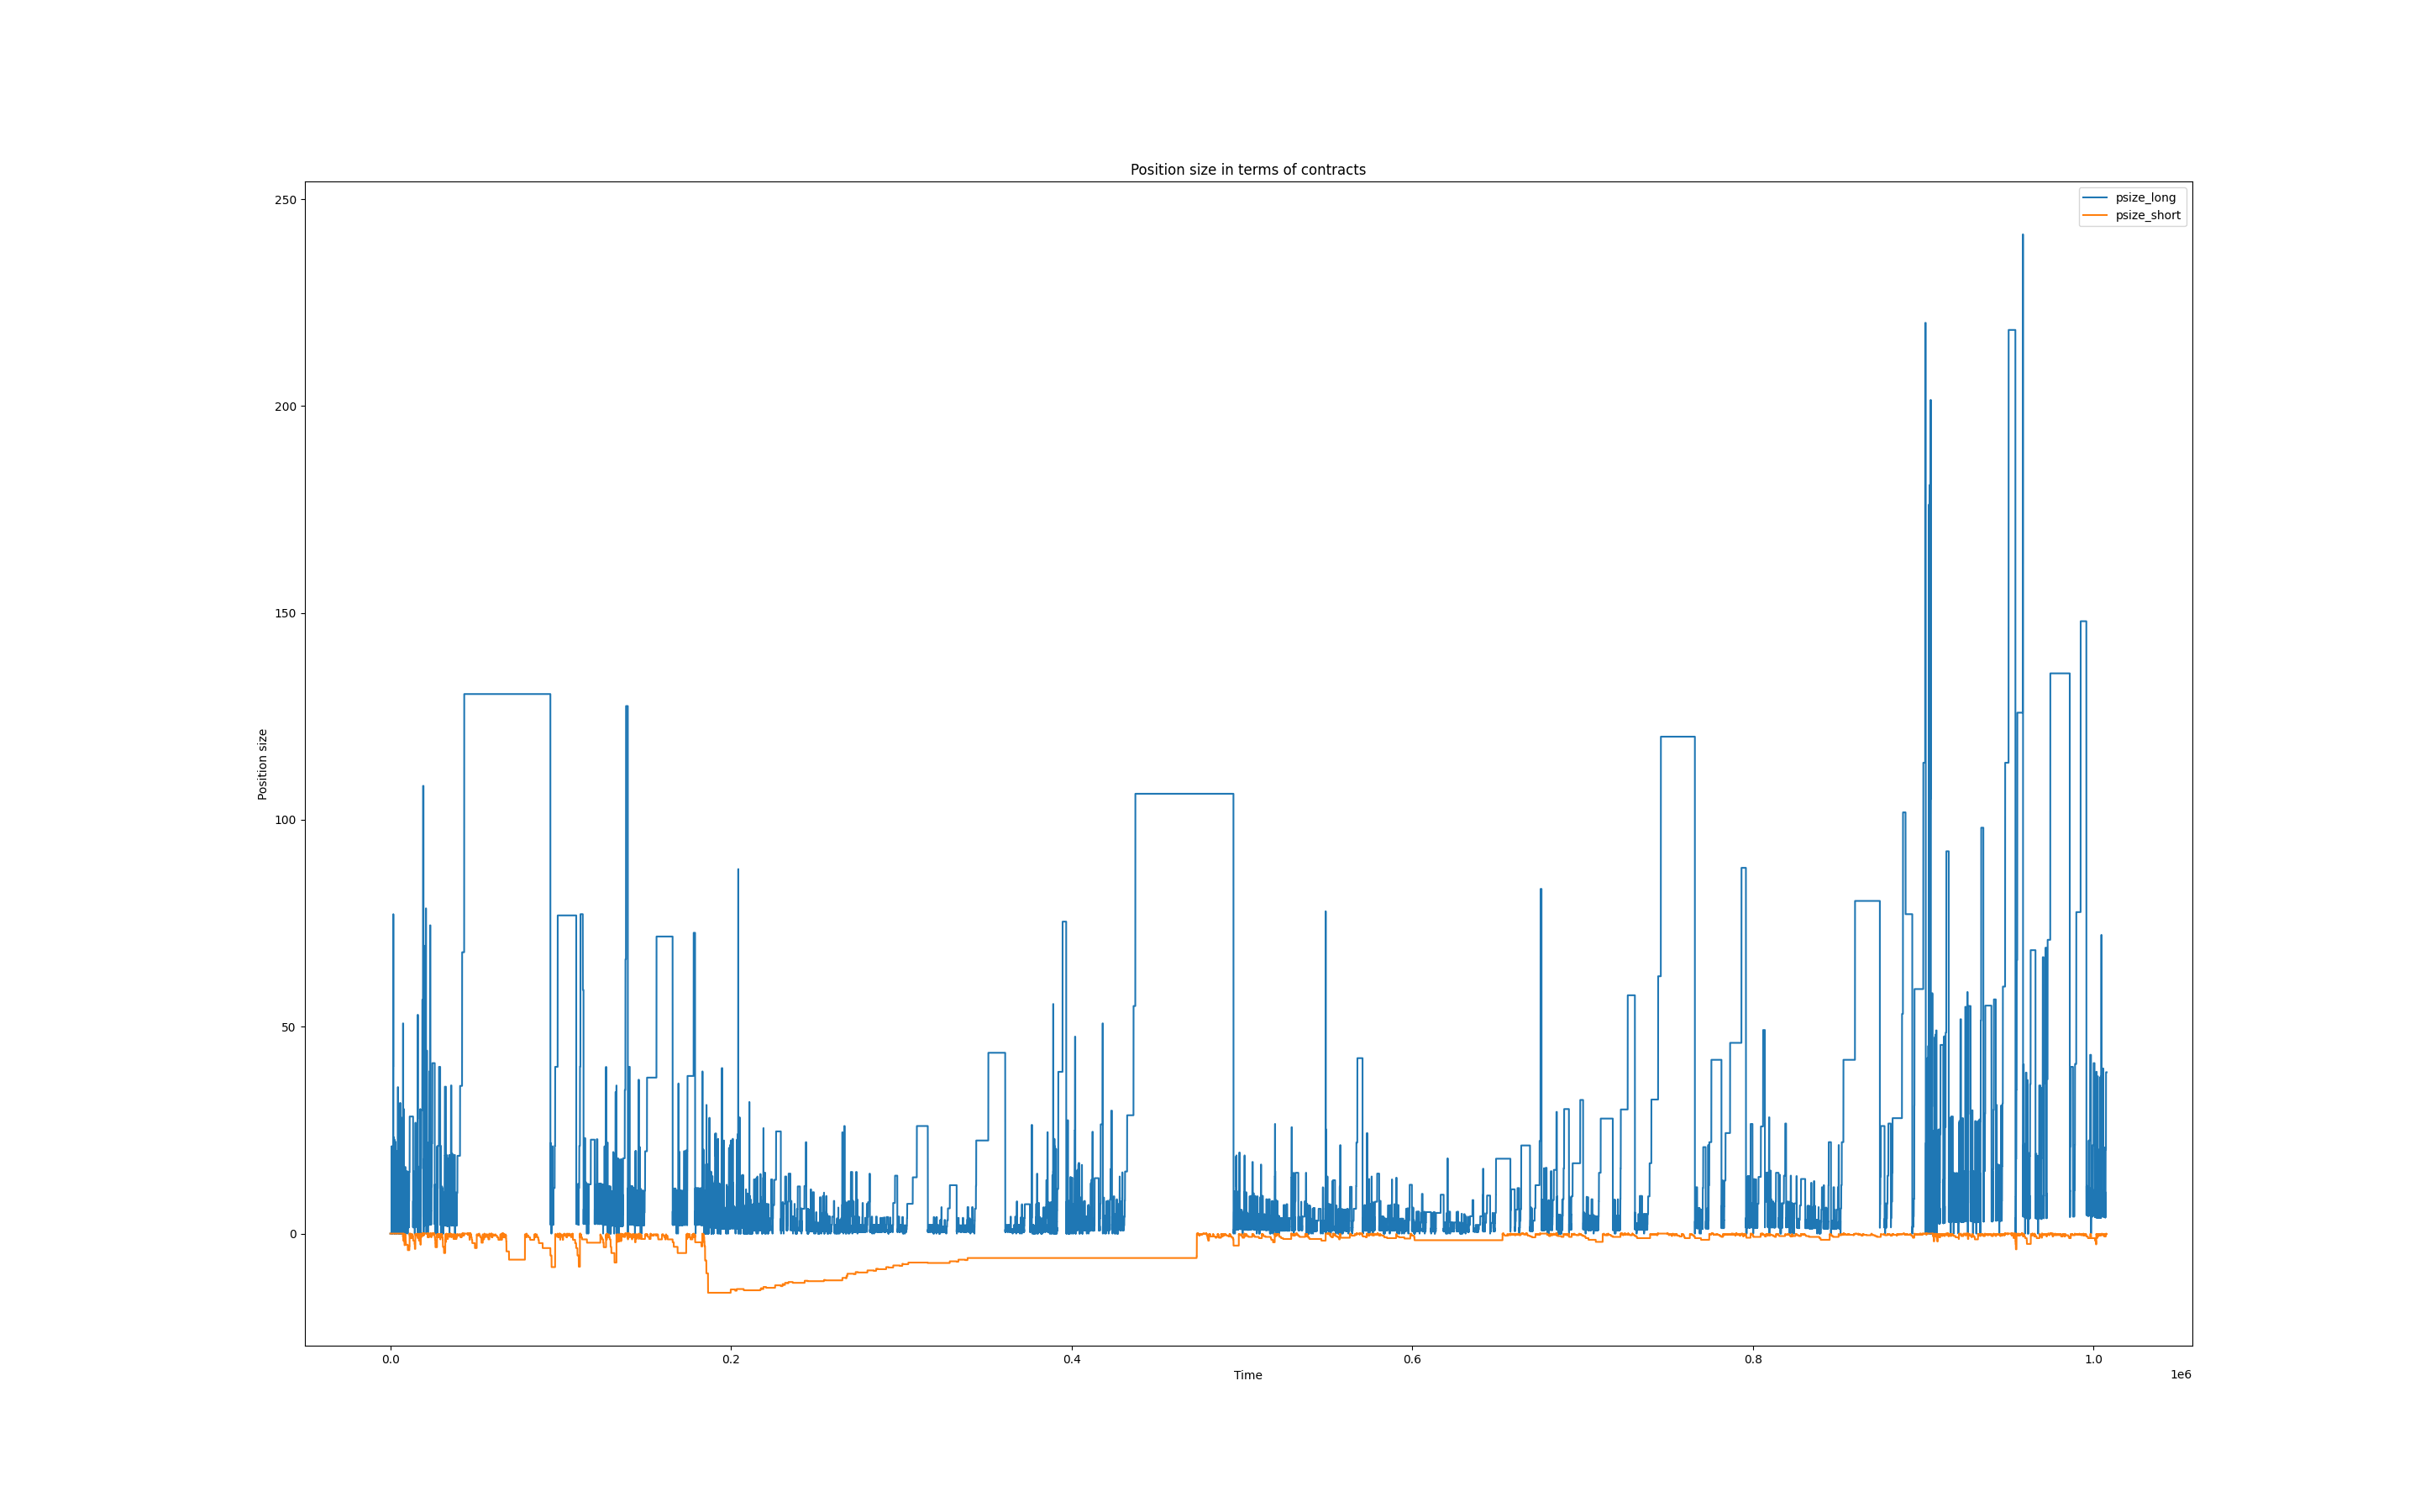 Position size in terms of contracts
psize_long
psize_short
250
200
150
100
50
0
Position size
0.0 0.2 0.4 0.6 0.8 1.0
Time
1e6